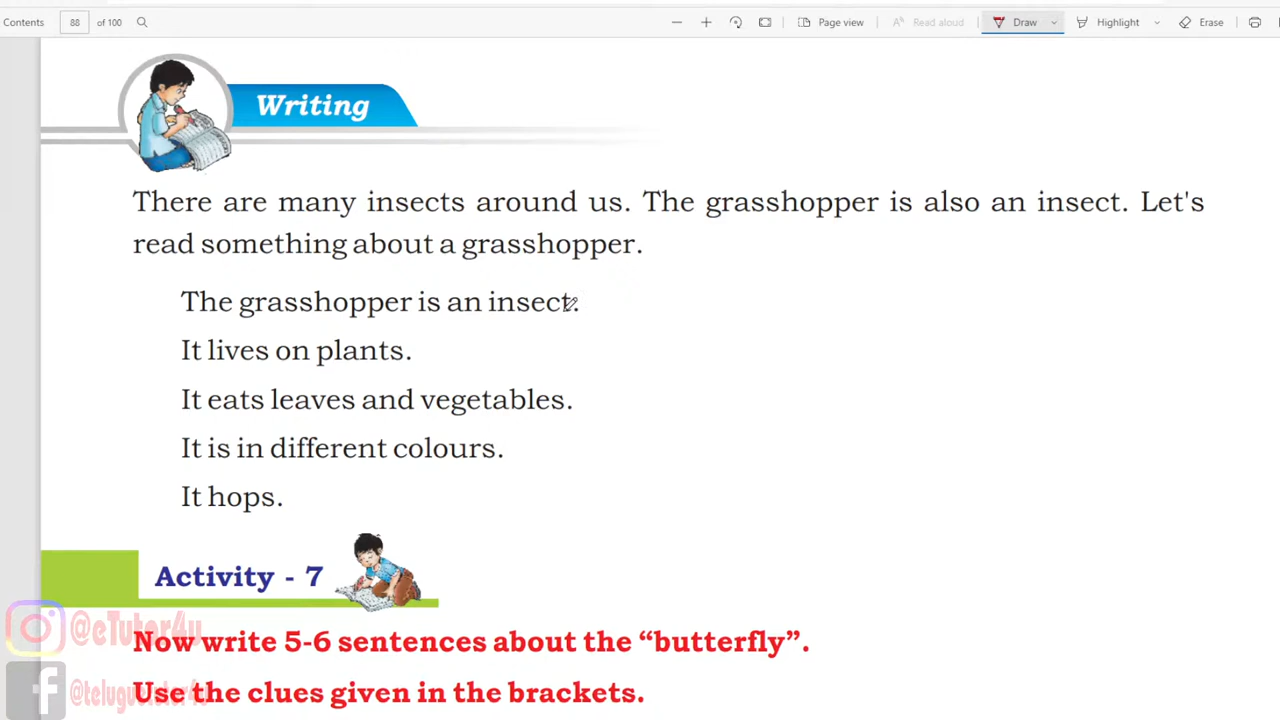 Contents 88 of 100 Page view Read aloud Draw Highlight Erase
Writing
There are many insects around us. The grasshopper is also an insect. Let's
read something about a grasshopper.
The grasshopper is an insect.
It lives on plants.
It eats leaves and vegetables.
It is in different colours.
It hops.
Activity - 7
@eTutor4u
Now write 5-6 sentences about the “butterfly”.
Use the clues given in the brackets.